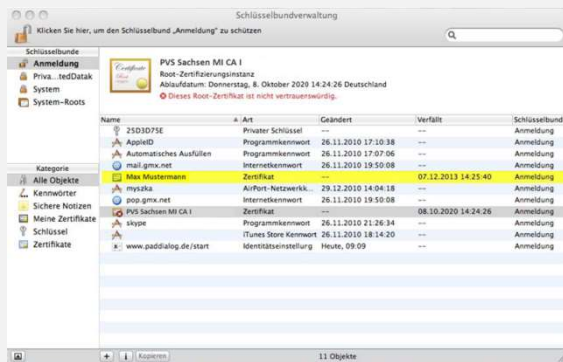 Schlüsselbundverwaltung
Klicken Sie hier, um den Schlüsselbund „Anmeldung“ zu schützen
Schlüsselbunde
Anmeldung
Priva...tedDatak
System
System-Roots
PVS Sachsen MI CA I
Root-Zertifizierungsinstanz
Ablaufdatum: Donnerstag, 8. Oktober 2020 14:24:26 Deutschland
Dieses Root-Zertifikat ist nicht vertrauenswürdig.
Name Art Geändert Verfällt Schlüsselbund
25D3D75E Privater Schlüssel -- -- Anmeldung
AppleID Programmkennwort 26.11.2010 17:10:38 -- Anmeldung
Automatisches Ausfüllen Programmkennwort 26.11.2010 17:07:06 -- Anmeldung
mail.gmx.net Internetkennwort 26.11.2010 19:50:08 -- Anmeldung
Max Mustermann Zertifikat -- 07.12.2013 14:25:40 Anmeldung
myszka AirPort-Netzwerkk... 29.12.2010 14:04:18 -- Anmeldung
pop.gmx.net Internetkennwort 26.11.2010 19:50:08 -- Anmeldung
PVS Sachsen MI CA I Zertifikat -- 08.10.2020 14:24:26 Anmeldung
skype Programmkennwort 26.11.2010 21:26:34 -- Anmeldung
iTunes Store Kennwort 26.11.2010 18:14:20 -- Anmeldung
www.paddialog.de/start Identitätseinstellung Heute, 09:09 -- Anmeldung
Kategorie
Alle Objekte
Kennwörter
Sichere Notizen
Meine Zertifikate
Schlüssel
Zertifikate
+ i Kopieren 11 Objekte